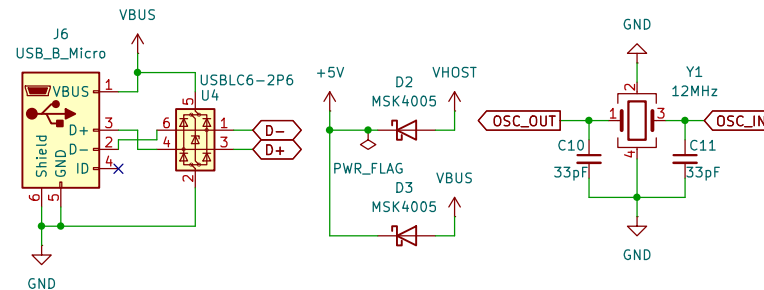 VBUS
J6
USB_B_Micro
VBUS
1
D+
3
D-
2
ID
4
Shield
GND
6
5
GND
USBLC6-2P6
U4
5
6
1
4
3
2
D-
D+
+5V
D2
MSK4005
VHOST
PWR_FLAG
D3
MSK4005
VBUS
GND
Y1
12MHz
2
1
3
4
OSC_OUT
OSC_IN
C10
33pF
C11
33pF
GND